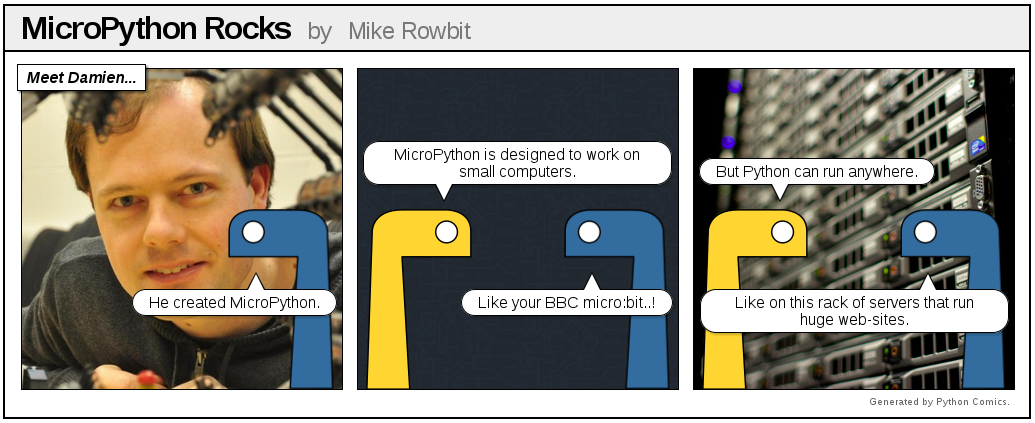 MicroPython Rocks by Mike Rowbit
Meet Damien...
He created MicroPython.
MicroPython is designed to work on
small computers.
Like your BBC micro:bit..!
But Python can run anywhere.
Like on this rack of servers that run
huge web-sites.
Generated by Python Comics.